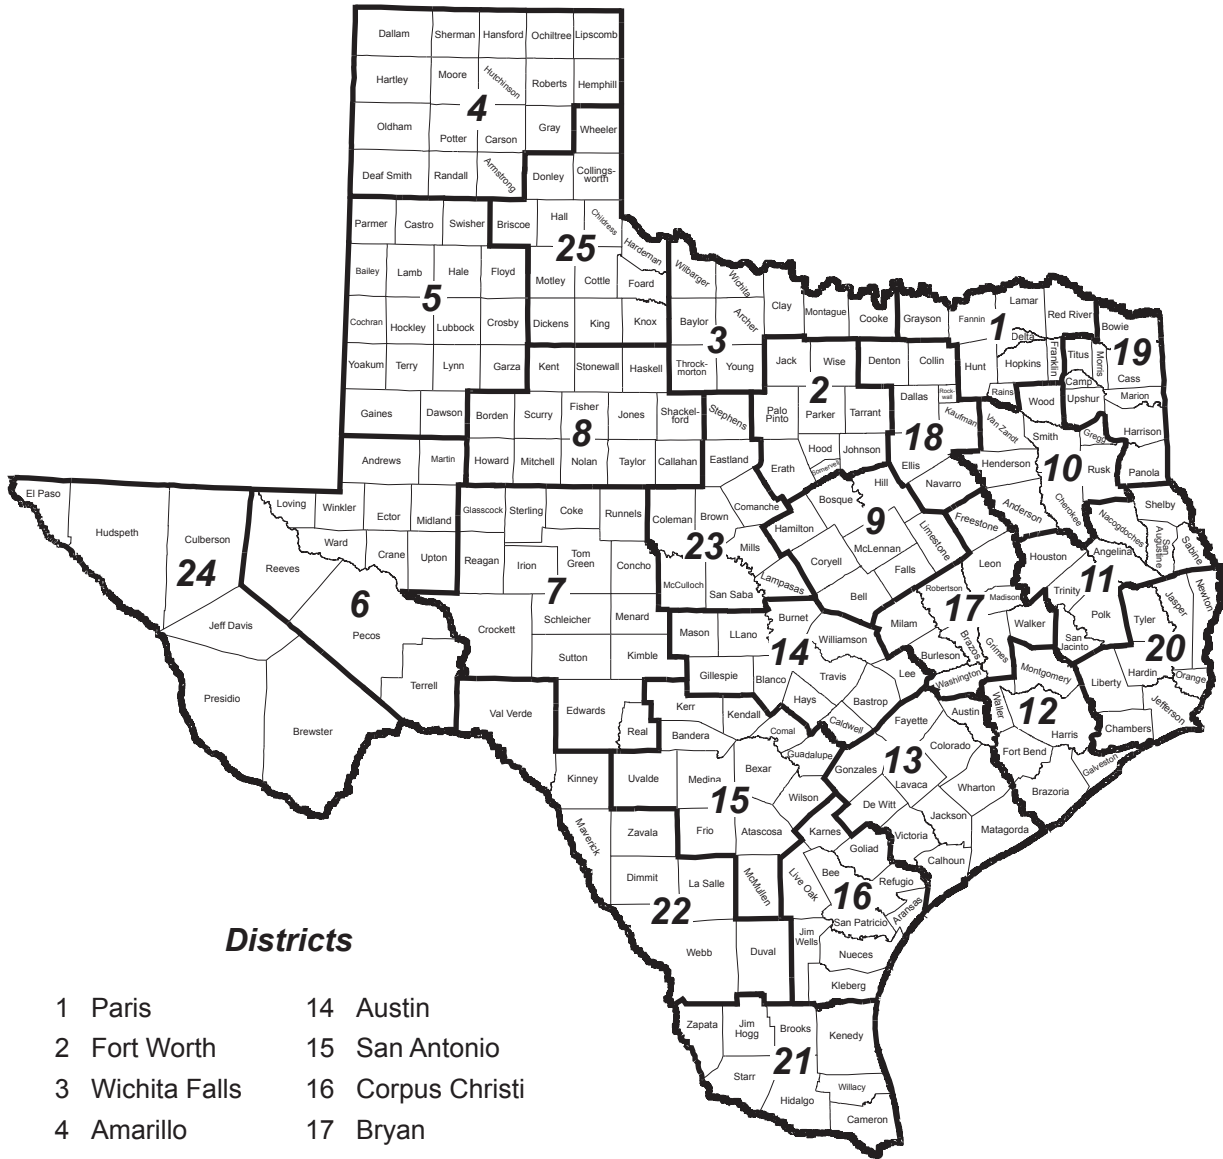 Dallam Sherman Hansford Ochiltree Lipscomb
Hartley Moore Hutchinson Roberts Hemphill
4
Oldham Potter Carson Gray Wheeler
Deaf Smith Randall Armstrong Donley Collings-
worth
Parmer Castro Swisher Briscoe Hall Childress
25
Hardeman
Bailey Lamb Hale Floyd Motley Cottle Foard Wilbarger Wichita
5
Cochran Hockley Lubbock Crosby Dickens King Knox Baylor Archer Clay Montague Cooke Grayson Fannin Lamar Red River Bowie
3 1 19
Delta
Yoakum Terry Lynn Garza Kent Stonewall Haskell Throck-
morton Young Jack Wise Denton Collin Hunt Hopkins Franklin Titus Morris Cass
2
Camp
Gaines Dawson Borden Scurry Fisher Jones Shackel-
ford Stephens Palo
Pinto Parker Tarrant Dallas Rock-
wall Kaufman Rains Wood Upshur Marion
8 18
Van Zandt Smith Gregg Harrison
Andrews Martin Howard Mitchell Nolan Taylor Callahan Eastland Erath Hood Somervell Johnson Ellis Navarro Henderson Rusk Panola
10
El Paso Hudspeth Culberson
24
Loving Winkler Ector Midland Glasscock Sterling Coke Runnels Coleman Brown Comanche Hamilton Bosque Hill Limestone Freestone Anderson Cherokee Nacogdoches Shelby
9
San
Augustine Sabine
Ward Crane Upton Reagan Irion Tom
Green Concho Mills Coryell McLennan Falls Leon Houston Angelina
23 11
Reeves
6 7
McCulloch San Saba Lampasas Bell Robertson Madison Trinity Jasper Newton
17
Jeff Davis Pecos Crockett Schleicher Menard Mason LLano Burnet Williamson Milam Brazos Grimes Walker Polk Tyler
San
Jacinto
14 20
Presidio Brewster Terrell Sutton Kimble Gillespie Blanco Travis Lee Burleson Washington Montgomery Liberty Hardin Orange
Val Verde Edwards Real Kerr Kendall Hays Bastrop Caldwell Fayette Austin Waller Harris Chambers Jefferson
12
Bandera Comal Guadalupe Gonzales Colorado Fort Bend Galveston
13
Kinney Uvalde Medina Bexar Wilson Lavaca Wharton Brazoria
15
De Witt
Maverick Zavala Frio Atascosa Karnes Victoria Jackson Matagorda
Goliad Calhoun
Dimmit La Salle McMullen Live Oak Bee Refugio
22 16
Aransas
San Patricio
Webb Duval Jim
Wells Nueces
Kleberg
Zapata Jim
Hogg Brooks Kenedy
21
Starr Hidalgo Willacy
Cameron
Districts
1 Paris
2 Fort Worth
3 Wichita Falls
4 Amarillo
14 Austin
15 San Antonio
16 Corpus Christi
17 Bryan